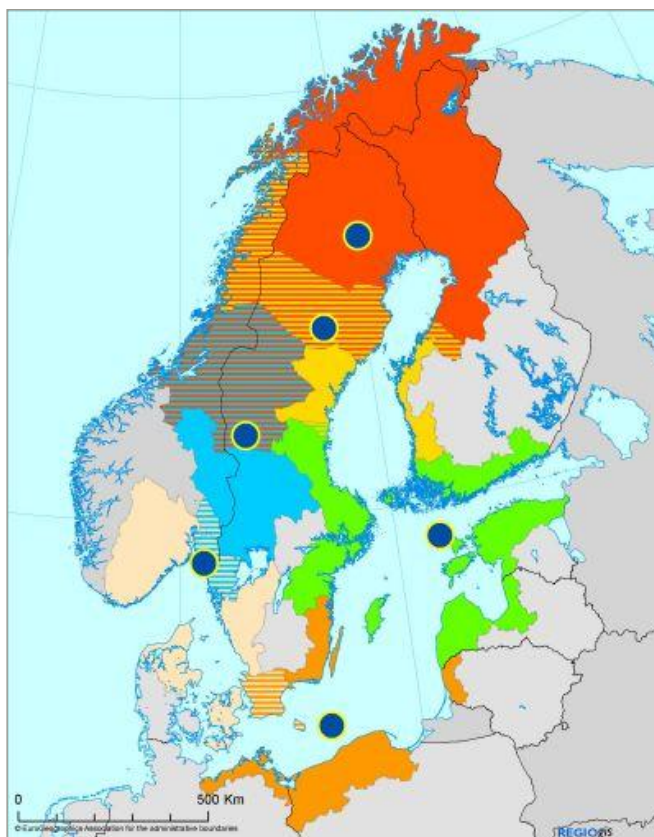 0 500 Km
© EuroGeographics Association for the administrative boundaries
REGIOgis